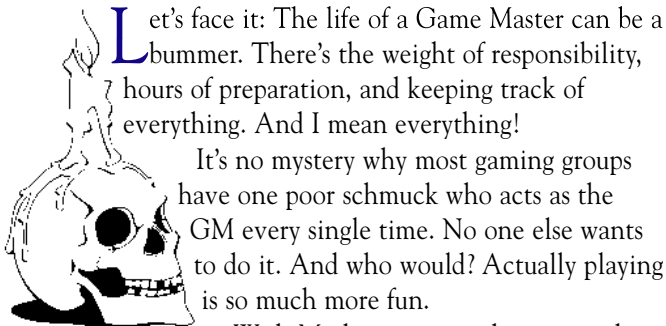 Let's face it: The life of a Game Master can be a
bummer. There's the weight of responsibility,
hours of preparation, and keeping track of
everything. And I mean everything!
It's no mystery why most gaming groups
have one poor schmuck who acts as the
GM every single time. No one else wants
to do it. And who would? Actually playing
is so much more fun.